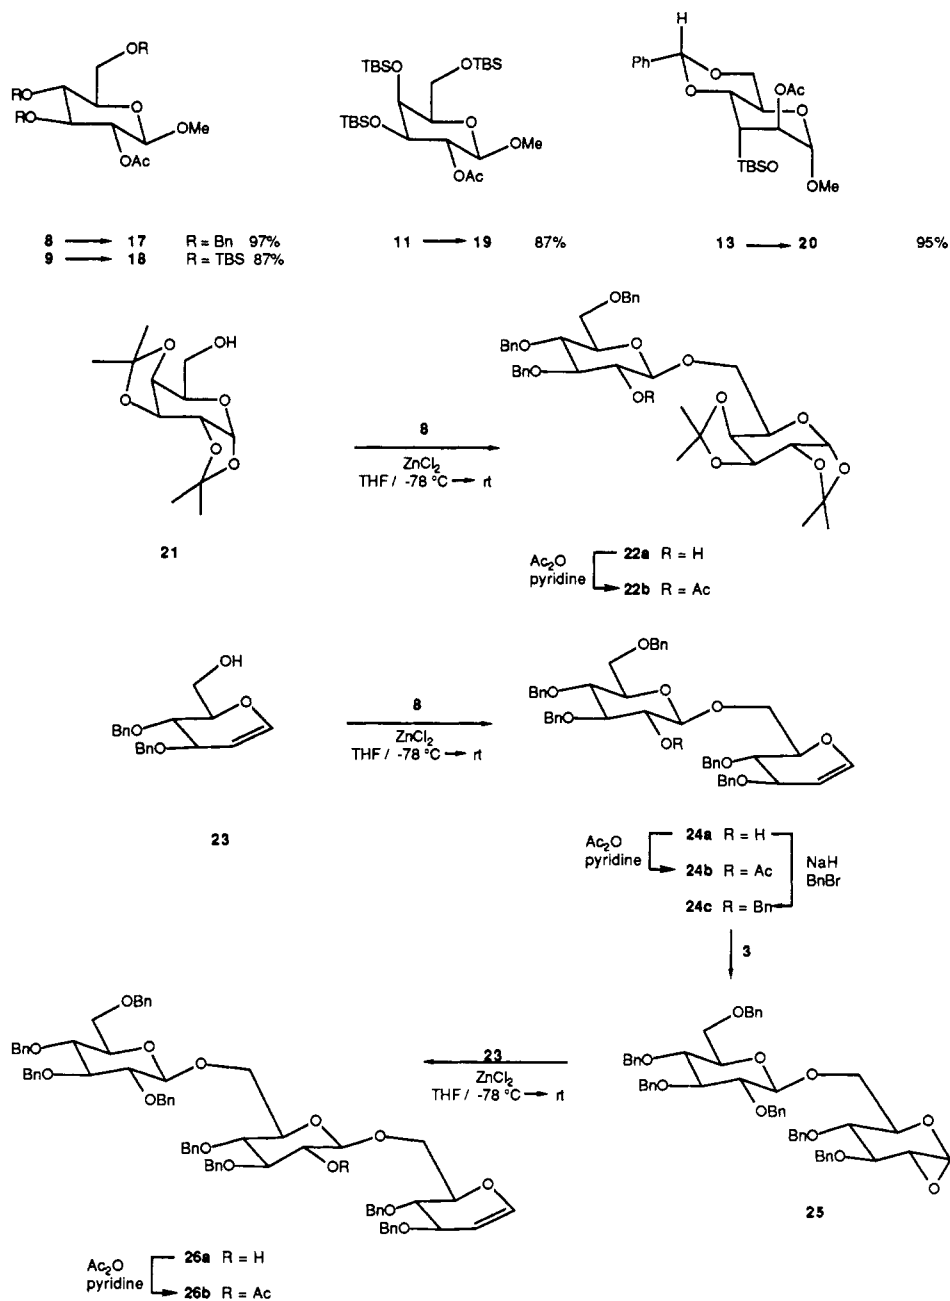 OR
RO
RO
O
OMe
OAc
TBSO
OTBS
TBSO
O
OMe
OAc
H
Ph
O
O
OAc
O
TBSO
OMe
8 → 17 R = Bn 97%
9 → 18 R = TBS 87%
11 → 19 87%
13 → 20 95%
O
OH
O
O
O
O
21
8
ZnCl2
THF / -78 °C → rt
OBn
BnO
BnO
O
O
OR
O
O
O
O
O
Ac2O
pyridine
22a R = H
22b R = Ac
OH
O
BnO
BnO
23
8
ZnCl2
THF / -78 °C → rt
OBn
BnO
BnO
O
O
OR
O
BnO
BnO
Ac2O
pyridine
24a R = H
24b R = Ac
24c R = Bn
NaH
BnBr
3
OBn
BnO
BnO
O
O
OBn
O
BnO
BnO
O
25
23
ZnCl2
THF / -78 °C → rt
OBn
BnO
BnO
O
O
OBn
O
O
BnO
BnO
OR
O
BnO
BnO
Ac2O
pyridine
26a R = H
26b R = Ac